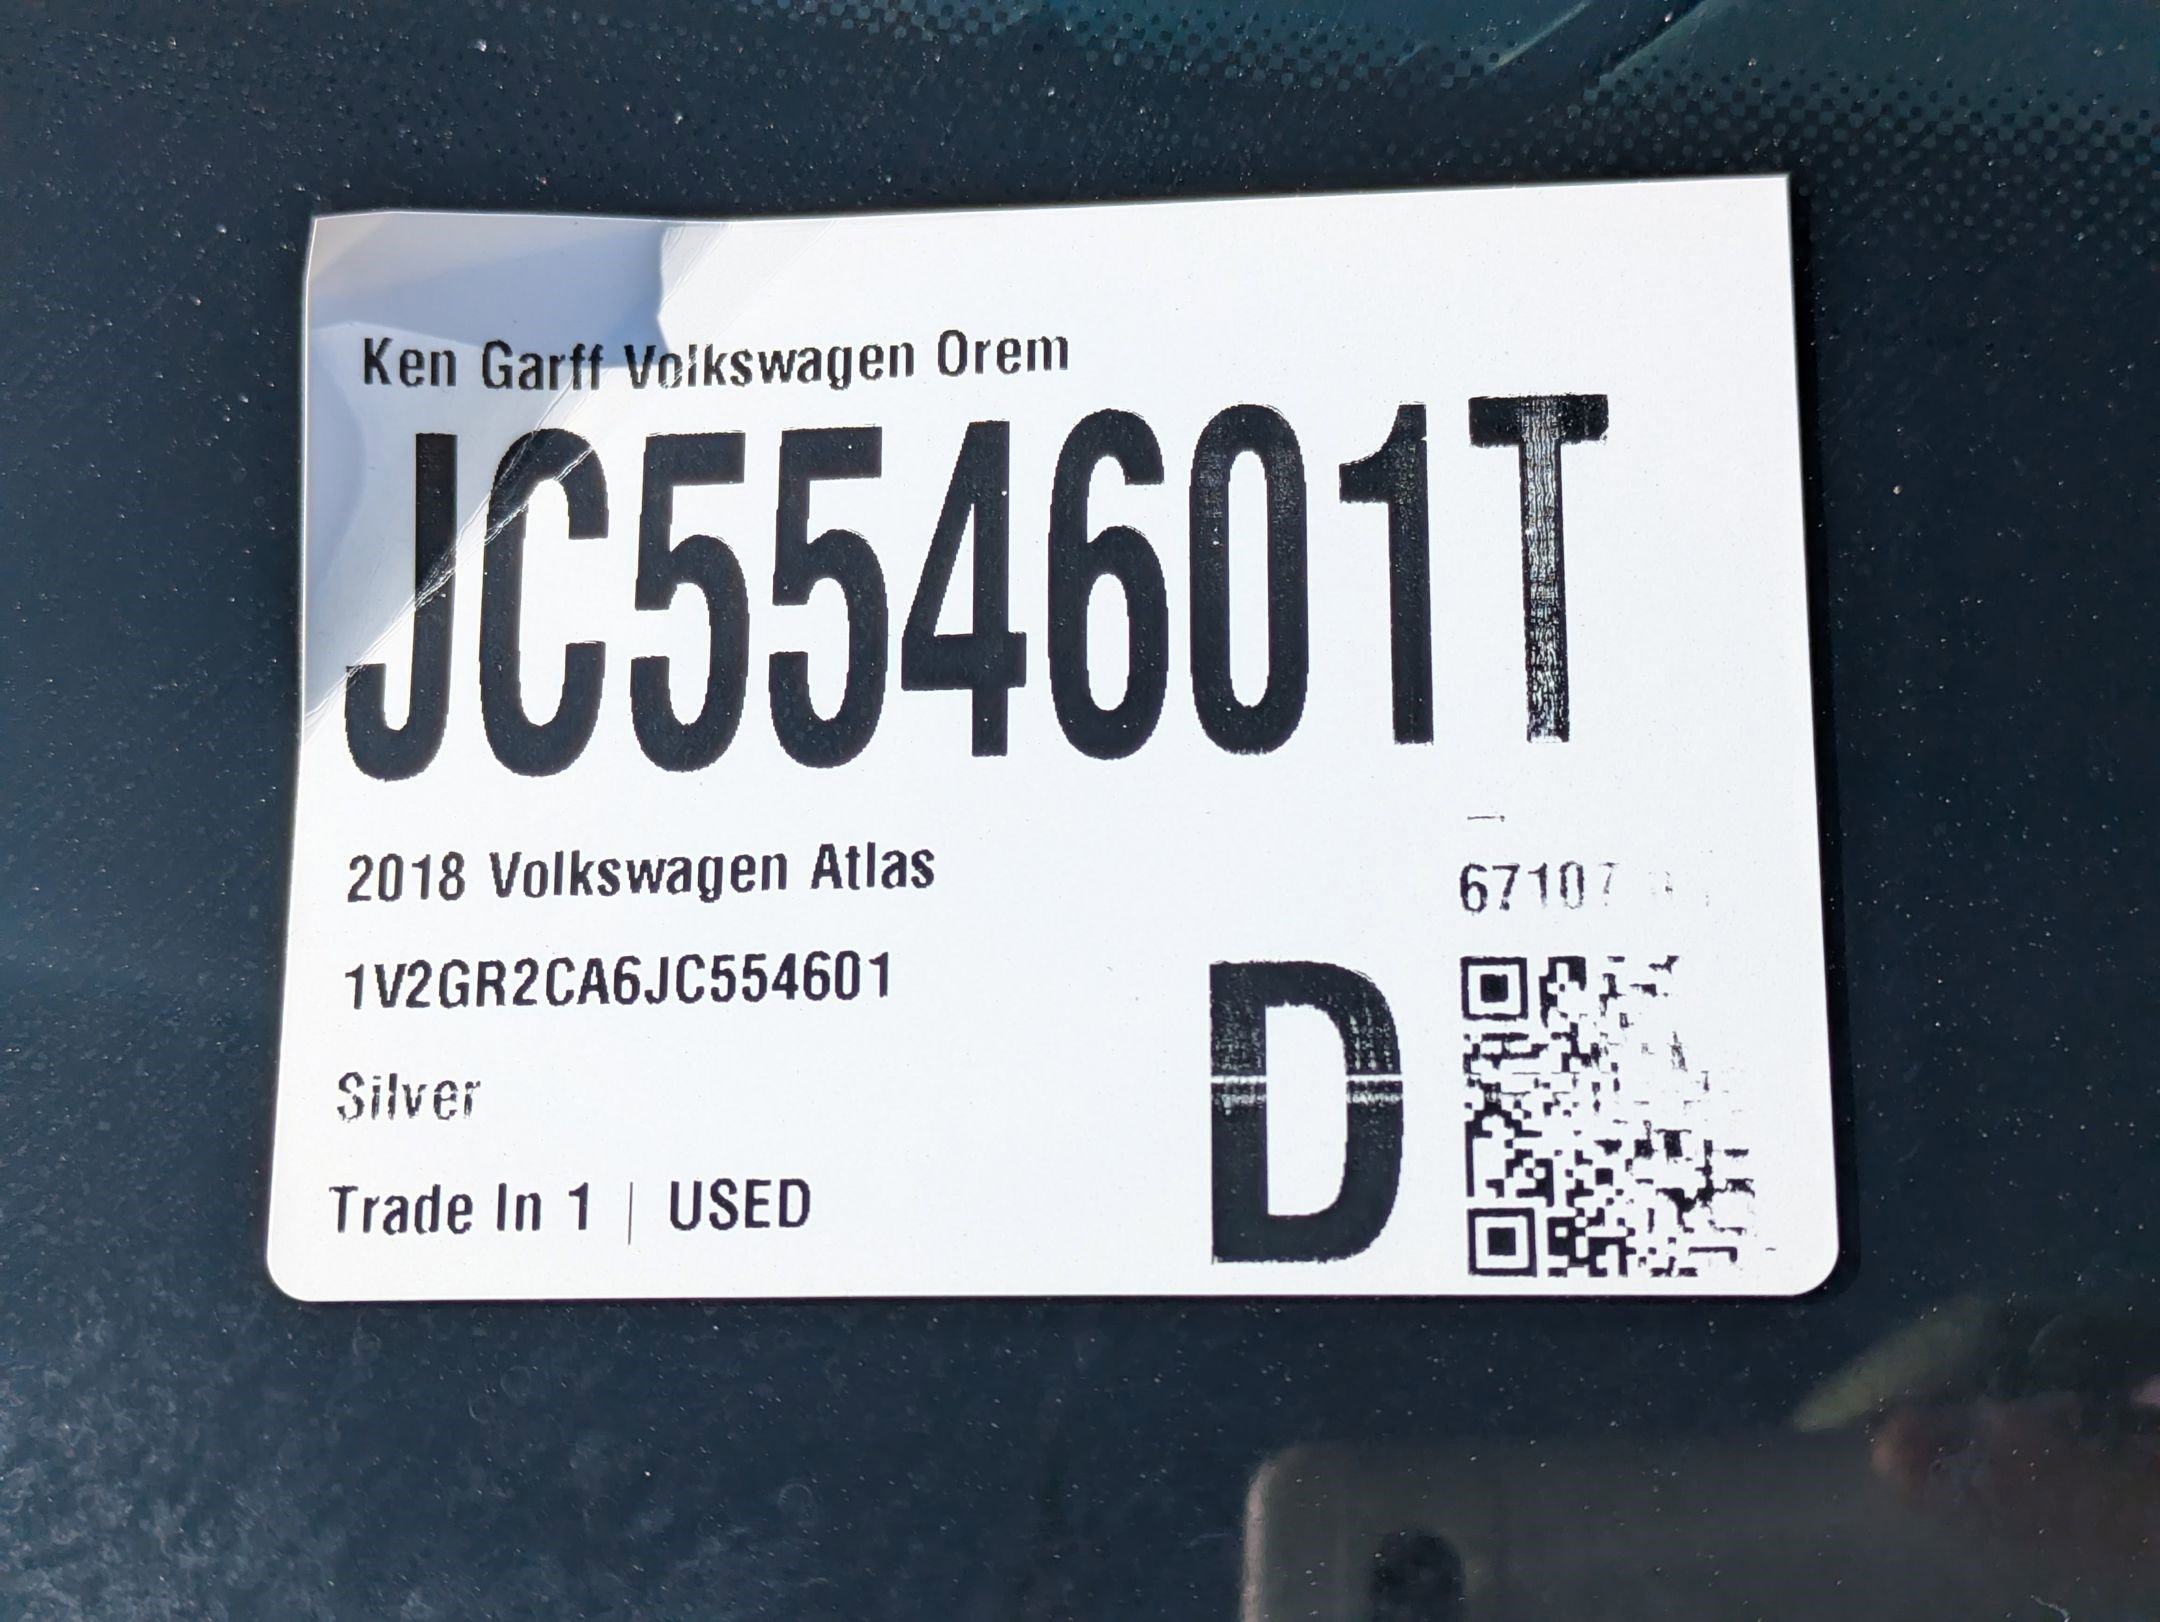 Ken Garff Volkswagen Orem
JC554601T
2018 Volkswagen Atlas
1V2GR2CA6JC554601
Silver
Trade In 1 | USED
D